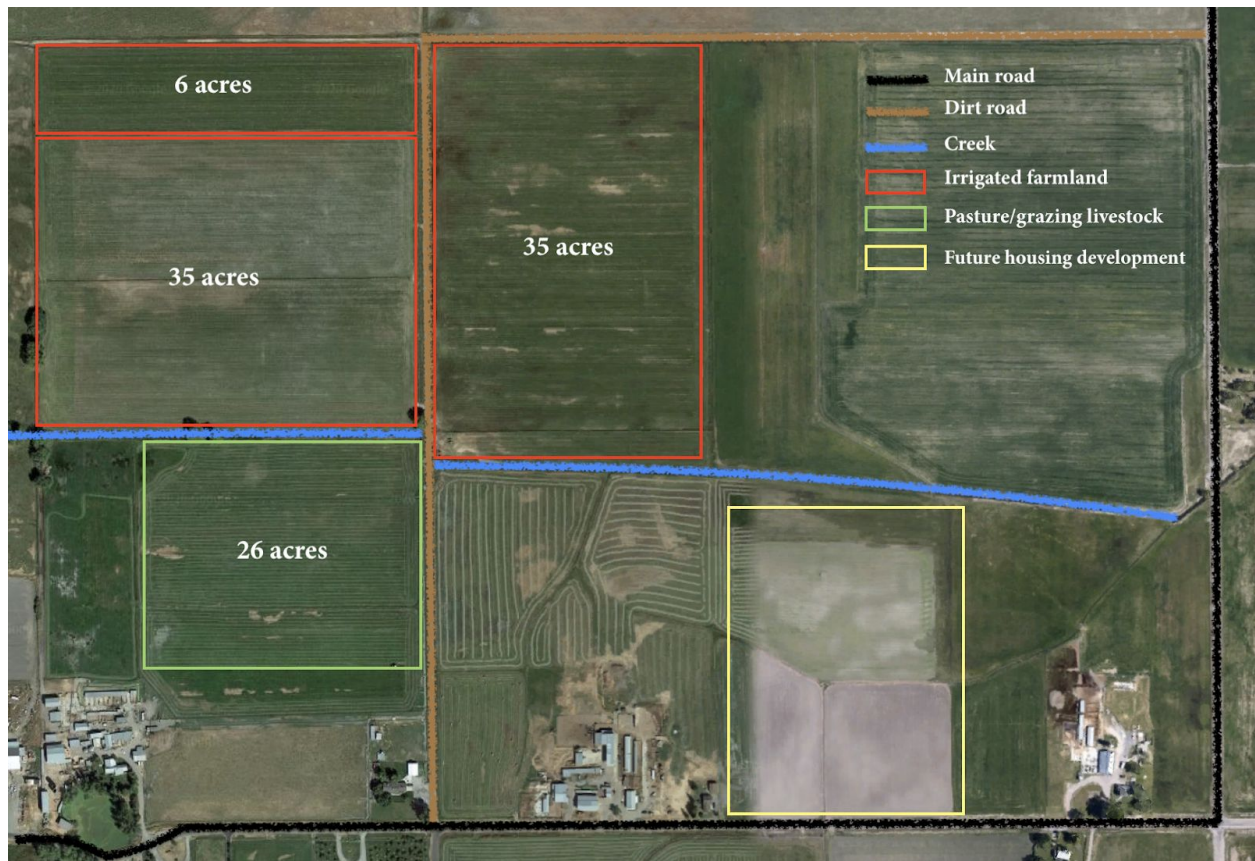 6 acres
35 acres
35 acres
26 acres
Main road
Dirt road
Creek
Irrigated farmland
Pasture/grazing livestock
Future housing development